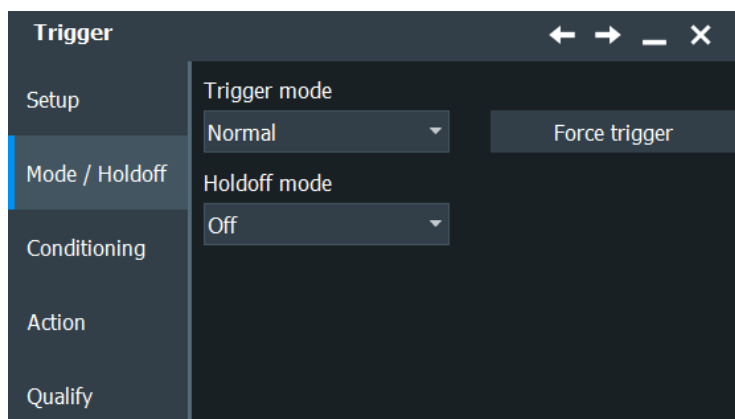 Trigger
Setup
Mode / Holdoff
Conditioning
Action
Qualify
Trigger mode
Normal
Force trigger
Holdoff mode
Off